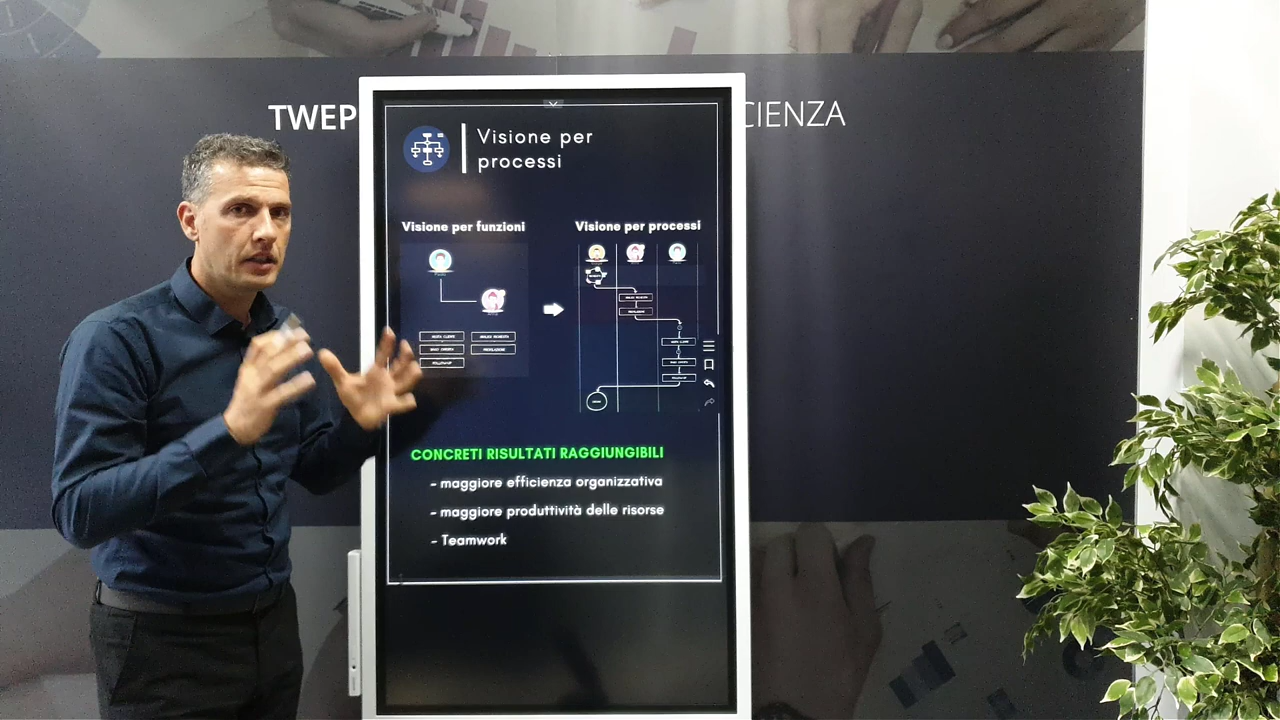 TWEP
CIENZA
Visione per
processi
Visione per funzioni
Visione per processi
CONCRETI RISULTATI RAGGIUNGIBILI
- maggiore efficienza organizzativa
- maggiore produttività delle risorse
- Teamwork